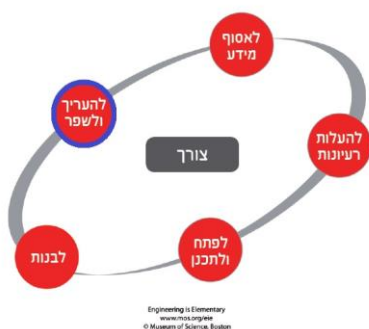 לאסוף
מידע
להעריך
ולשפר
להעלות
רעיונות
צורך
לפתח
ולתכנן
לבנות
Engineering is Elementary
www.mos.org/eie
© Museum of Science, Boston